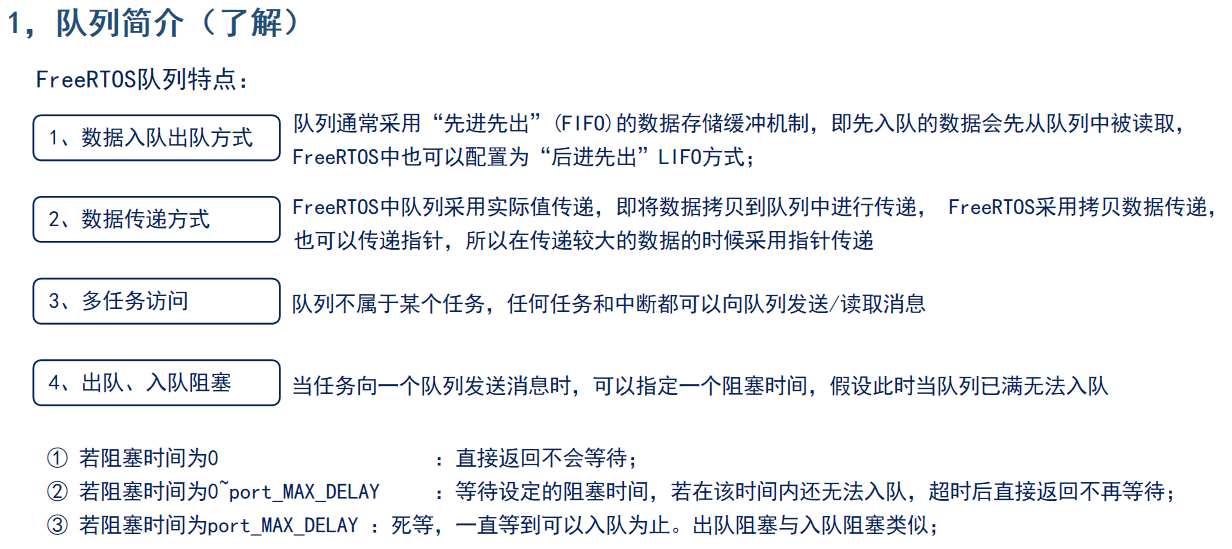 1，队列简介（了解）
FreeRTOS队列特点：
1、数据入队出队方式
队列通常采用“先进先出”(FIFO)的数据存储缓冲机制，即先入队的数据会先从队列中被读取，
FreeRTOS中也可以配置为“后进先出”LIFO方式；
2、数据传递方式
FreeRTOS中队列采用实际值传递，即将数据拷贝到队列中进行传递， FreeRTOS采用拷贝数据传递，
也可以传递指针，所以在传递较大的数据的时候采用指针传递
3、多任务访问
队列不属于某个任务，任何任务和中断都可以向队列发送/读取消息
4、出队、入队阻塞
当任务向一个队列发送消息时，可以指定一个阻塞时间，假设此时当队列已满无法入队
① 若阻塞时间为0 ：直接返回不会等待；
② 若阻塞时间为0~port_MAX_DELAY ：等待设定的阻塞时间，若在该时间内还无法入队，超时后直接返回不再等待；
③ 若阻塞时间为port_MAX_DELAY ：死等，一直等到可以入队为止。出队阻塞与入队阻塞类似；